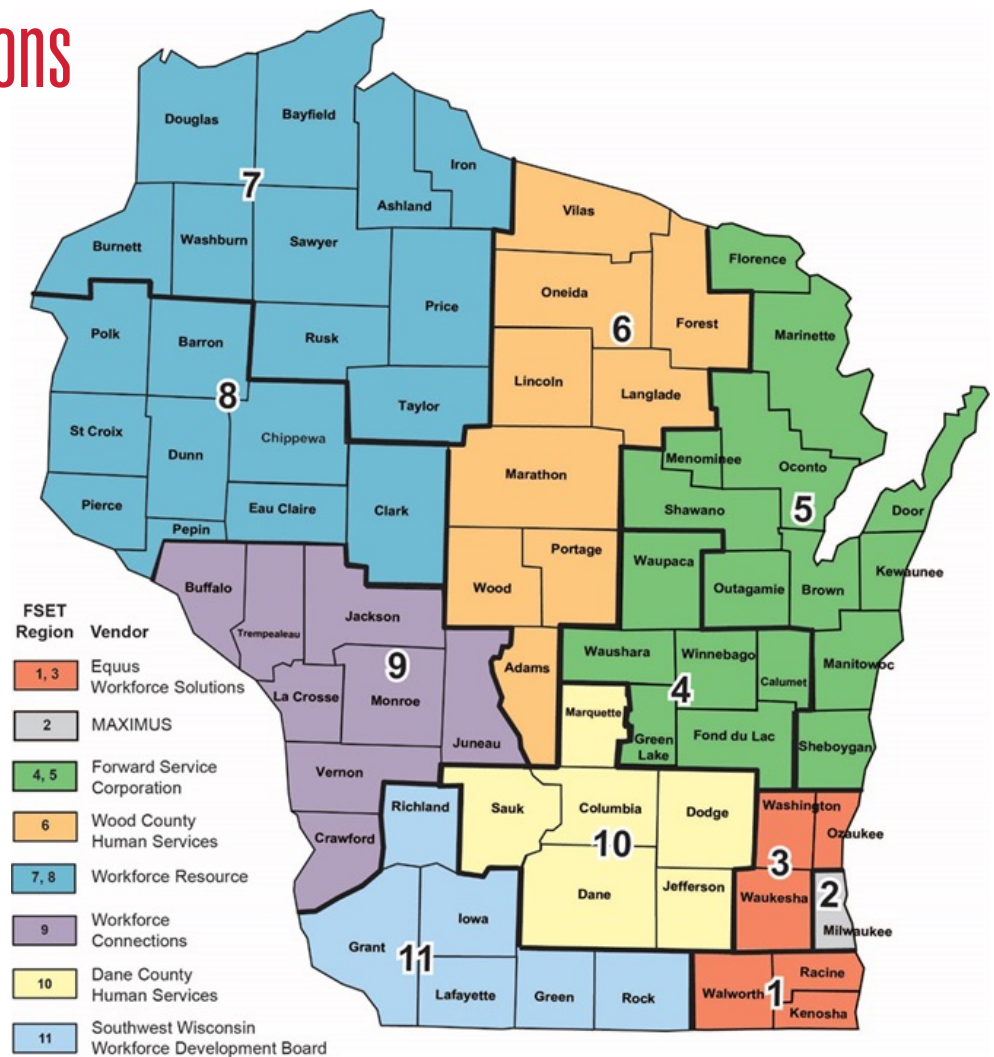 ons
Douglas
Bayfield
Iron
7
Ashland
Vilas
Burnett
Washburn
Sawyer
Florence
Oneida
Price
6
Forest
Polk
Barron
Rusk
Marinette
Lincoln
Langlade
8
Taylor
St Croix
Chippewa
Dunn
Menominee
Oconto
Marathon
Pierce
Eau Claire
Clark
Shawano
5
Door
Pepin
Portage
Waupaca
Kewaunee
Buffalo
Wood
Outagamie
Brown
Jackson
Trempealeau
Waushara
Winnebago
Adams
Manitowoc
9
Calumet
La Crosse
Monroe
4
Marquette
Juneau
Green
Lake
Fond du Lac
Sheboygan
Vernon
Richland
Sauk
Columbia
Dodge
Washington
Ozaukee
Crawford
10
3
Dane
Jefferson
Waukesha
2
Iowa
Milwaukee
Grant
11
Racine
Lafayette
Green
Rock
Walworth
1
Kenosha
FSET
Region Vendor
1, 3 Equus
Workforce Solutions
2 MAXIMUS
4, 5 Forward Service
Corporation
6 Wood County
Human Services
7, 8 Workforce Resource
9 Workforce
Connections
10 Dane County
Human Services
11 Southwest Wisconsin
Workforce Development Board